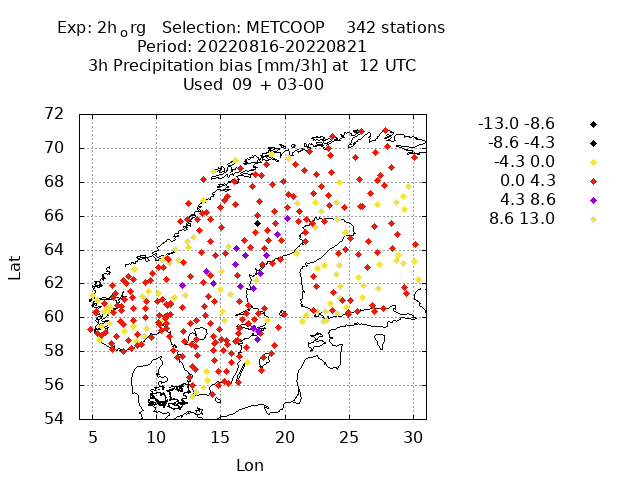 Exp: 2h_org   Selection: METCOOP    342 stations
Period: 20220816-20220821
3h Precipitation bias [mm/3h] at  12 UTC
Used  09 + 03-00
72
70
68
66
64
62
60
58
56
54
Lat
5 10 15 20 25 30
Lon
-13.0 -8.6
-8.6 -4.3
-4.3 0.0
0.0 4.3
4.3 8.6
8.6 13.0